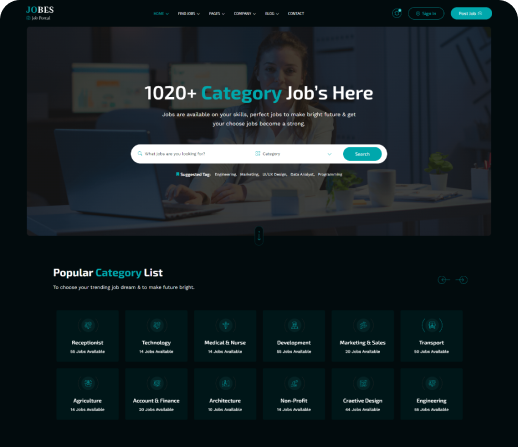 JOBES
Job Portal
HOME FIND JOBS PAGES COMPANY BLOG CONTACT
Sign In
Post Job
1020+ Category Job's Here
Jobs are available on your skills, perfect jobs to make bright future & get
your choose jobs become a strong.
What jobs are you looking for?
Category
Search
Suggested Tag: Engineering, Marketing, UI/UX Design, Data Analyst, Programming
Popular Category List
To choose your trending job dream & to make future bright.
Receptionist
55 Jobs Available
Technology
14 Jobs Available
Medical & Nurse
14 Jobs Available
Development
55 Jobs Available
Marketing & Sales
20 Jobs Available
Transport
55 Jobs Available
Agriculture
14 Jobs Available
Account & Finance
20 Jobs Available
Architecture
10 Jobs Available
Non-Profit
14 Jobs Available
Craetive Design
44 Jobs Available
Engineering
55 Jobs Available